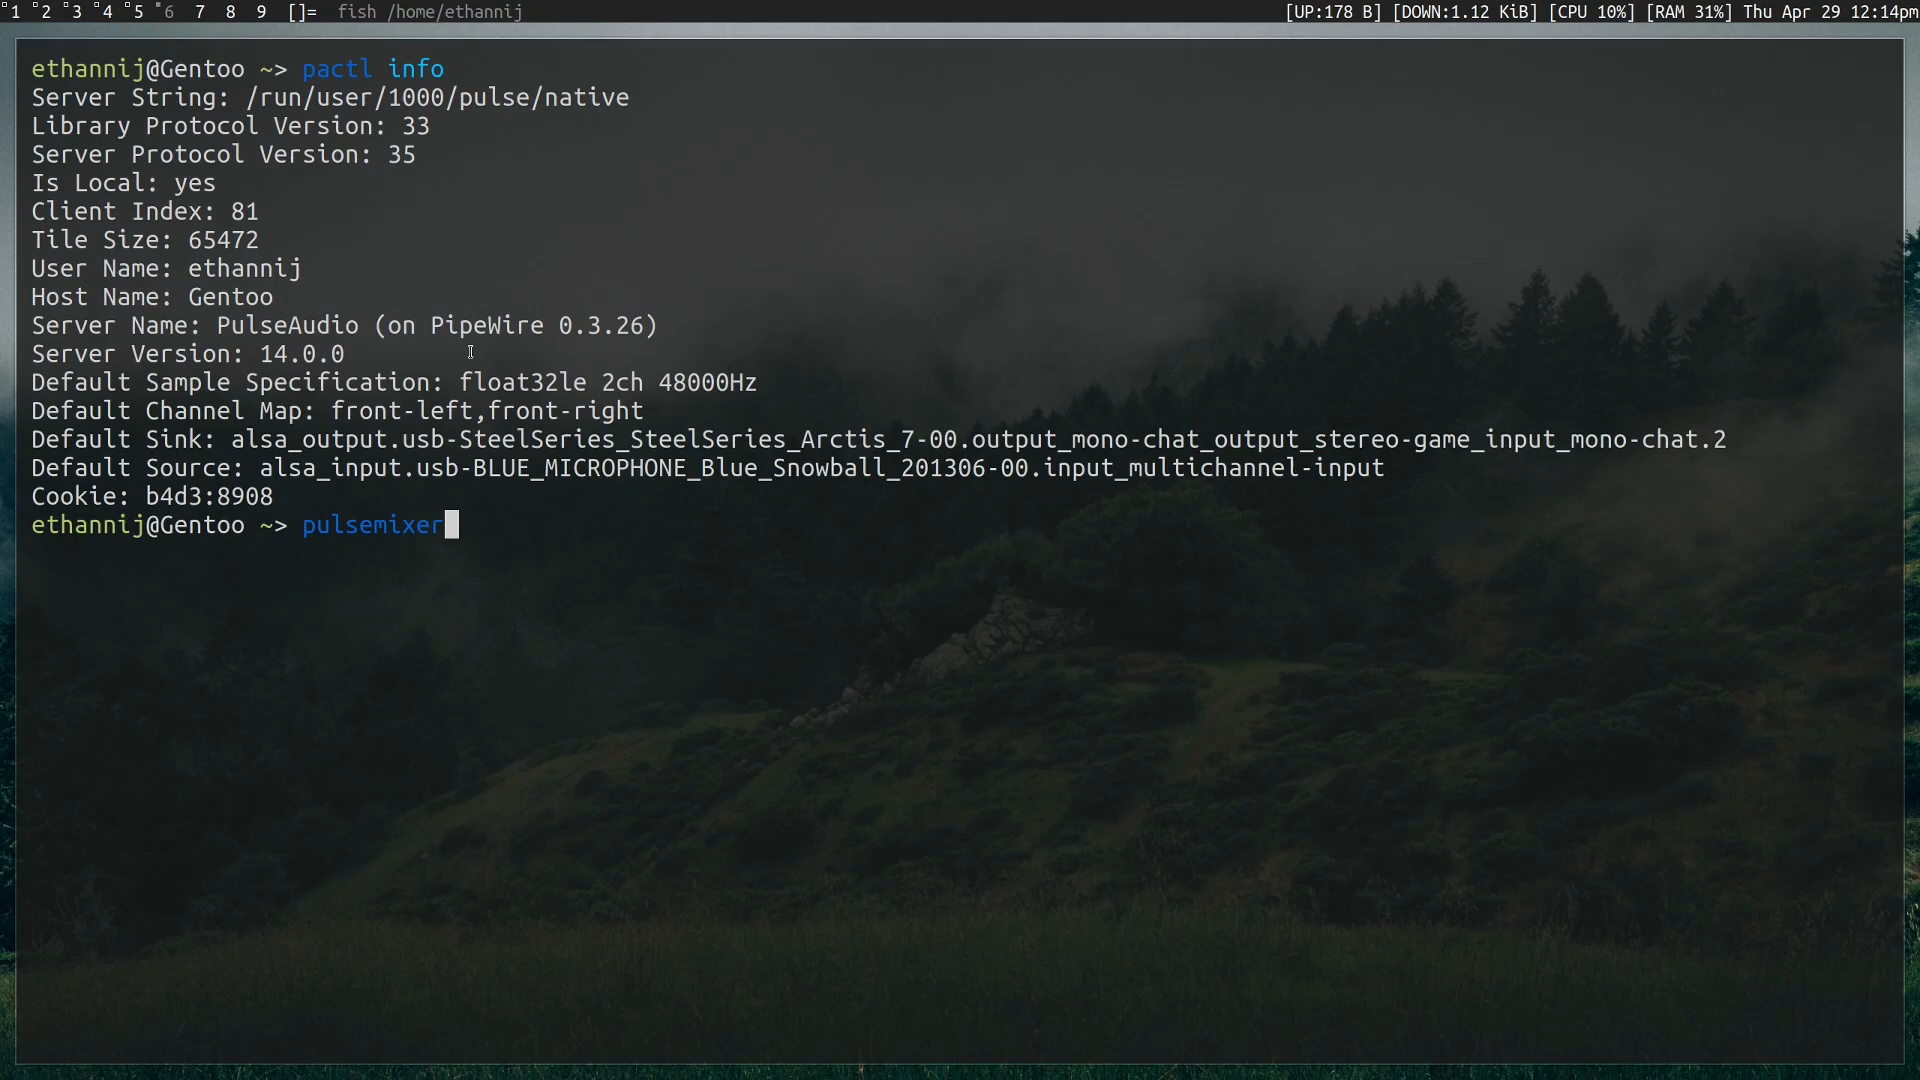 1 2 3 4 5 6 7 8 9 []= fish /home/ethannij [UP:178 B] [DOWN:1.12 KiB] [CPU 10%] [RAM 31%] Thu Apr 29 12:14pm
ethannij@Gentoo ~> pactl info
Server String: /run/user/1000/pulse/native
Library Protocol Version: 33
Server Protocol Version: 35
Is Local: yes
Client Index: 81
Tile Size: 65472
User Name: ethannij
Host Name: Gentoo
Server Name: PulseAudio (on PipeWire 0.3.26)
Server Version: 14.0.0
Default Sample Specification: float32le 2ch 48000Hz
Default Channel Map: front-left,front-right
Default Sink: alsa_output.usb-SteelSeries_SteelSeries_Arctis_7-00.output_mono-chat_output_stereo-game_input_mono-chat.2
Default Source: alsa_input.usb-BLUE_MICROPHONE_Blue_Snowball_201306-00.input_multichannel-input
Cookie: b4d3:8908
ethannij@Gentoo ~> pulsemixer